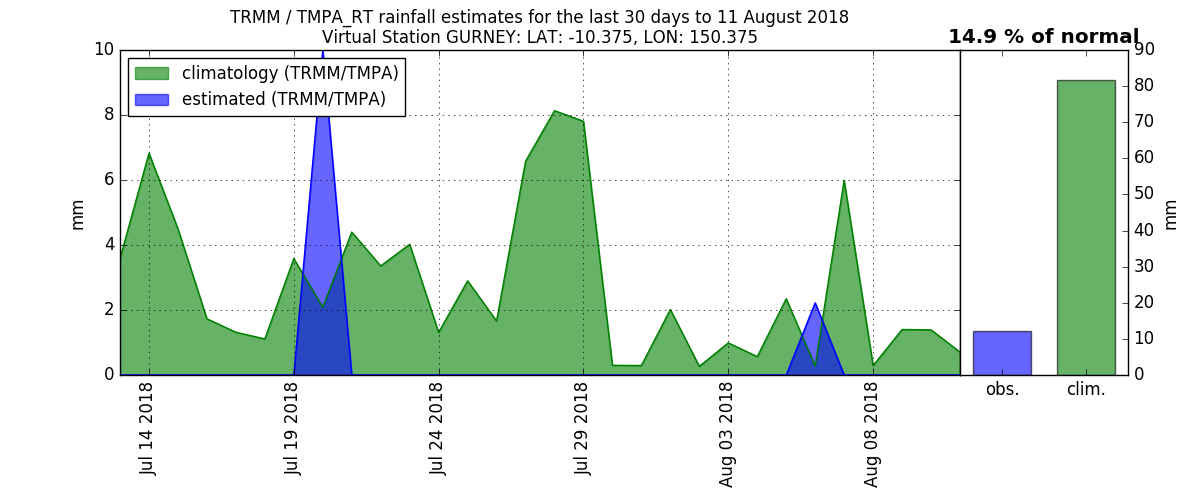 TRMM / TMPA_RT rainfall estimates for the last 30 days to 11 August 2018
Virtual Station GURNEY: LAT: -10.375, LON: 150.375
14.9 % of normal
climatology (TRMM/TMPA)
estimated (TRMM/TMPA)
10
8
6
4
2
0
mm
Jul 14 2018
Jul 19 2018
Jul 24 2018
Jul 29 2018
Aug 03 2018
Aug 08 2018
90
80
70
60
50
40
30
20
10
0
mm
obs.
clim.